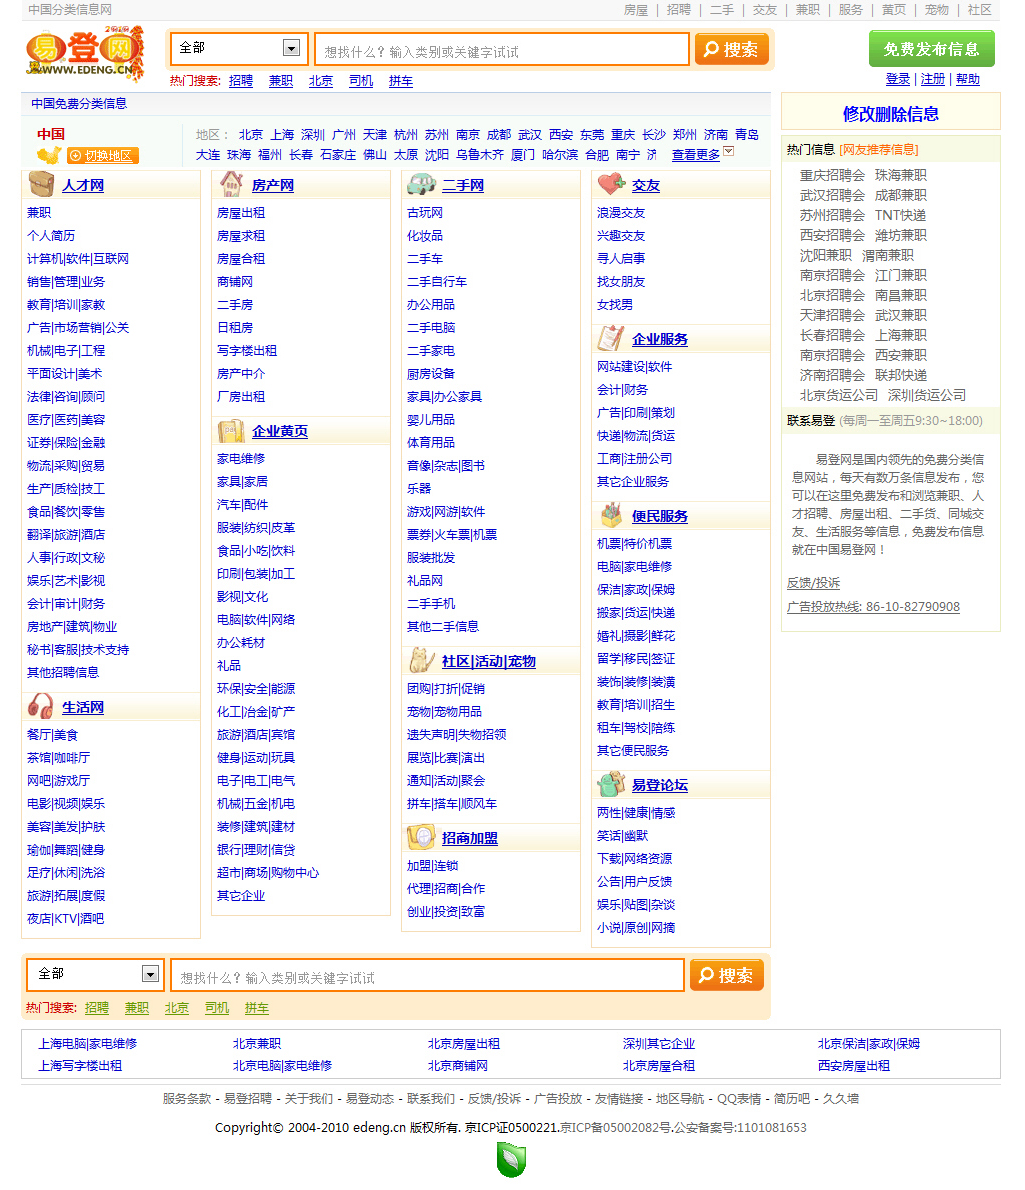 中国分类信息网
房屋 | 招聘 | 二手 | 交友 | 兼职 | 服务 | 黄页 | 宠物 | 社区
易登网
WWW.EDENG.CN
全部
想找什么？输入类别或关键字试试
搜索
热门搜索: 招聘 兼职 北京 司机 拼车
免费发布信息
登录 | 注册 | 帮助
中国免费分类信息
中国
切换地区
地区： 北京 上海 深圳 广州 天津 杭州 苏州 南京 成都 武汉 西安 东莞 重庆 长沙 郑州 济南 青岛
大连 珠海 福州 长春 石家庄 佛山 太原 沈阳 乌鲁木齐 厦门 哈尔滨 合肥 南宁 查看更多
人才网
兼职
个人简历
计算机|软件|互联网
销售|管理|业务
教育|培训|家教
广告|市场营销|公关
机械|电子|工程
平面设计|美术
法律|咨询|顾问
医疗|医药|美容
证券|保险|金融
物流|采购|贸易
生产|质检|技工
食品|餐饮|零售
翻译|旅游|酒店
人事|行政|文秘
娱乐|艺术|影视
会计|审计|财务
房地产|建筑|物业
秘书|客服|技术支持
其他招聘信息
生活网
餐厅|美食
茶馆|咖啡厅
网吧|游戏厅
电影|视频|娱乐
美容|美发|护肤
瑜伽|舞蹈|健身
足疗|休闲|洗浴
旅游|拓展|度假
夜店|KTV|酒吧
房产网
房屋出租
房屋求租
房屋合租
商铺网
二手房
日租房
写字楼出租
房产中介
厂房出租
企业黄页
家电维修
家具|家居
汽车|配件
服装|纺织|皮革
食品|小吃|饮料
印刷|包装|加工
影视|文化
电脑|软件|网络
办公耗材
礼品
环保|安全|能源
化工|冶金|矿产
旅游|酒店|宾馆
健身|运动|玩具
电子|电工|电气
机械|五金|机电
装修|建筑|建材
银行|理财|信贷
超市|商场|购物中心
其它企业
二手网
古玩网
化妆品
二手车
二手自行车
办公用品
二手电脑
二手家电
厨房设备
家具|办公家具
婴儿用品
体育用品
音像|杂志|图书
乐器
游戏|网游|软件
票券|火车票|机票
服装批发
礼品网
二手手机
其他二手信息
社区|活动|宠物
团购|打折|促销
宠物|宠物用品
遗失声明|失物招领
展览|比赛|演出
通知|活动|聚会
拼车|搭车|顺风车
招商加盟
加盟|连锁
代理|招商|合作
创业|投资|致富
交友
浪漫交友
兴趣交友
寻人启事
找女朋友
女找男
企业服务
网站建设|软件
会计|财务
广告|印刷|策划
快递|物流|货运
工商|注册公司
其它企业服务
便民服务
机票|特价机票
电脑|家电维修
保洁|家政|保姆
搬家|货运|快递
婚礼|摄影|鲜花
留学|移民|签证
装饰|装修|装潢
教育|培训|招生
租车|驾校|陪练
其它便民服务
易登论坛
两性|健康|情感
笑话|幽默
下载|网络资源
公告|用户反馈
娱乐|贴图|杂谈
小说|原创|网摘
修改删除信息
热门信息 [网友推荐信息]
重庆招聘会 珠海兼职
武汉招聘会 成都兼职
苏州招聘会 TNT快递
西安招聘会 潍坊兼职
沈阳兼职 渭南兼职
南京招聘会 江门兼职
北京招聘会 南昌兼职
天津招聘会 武汉兼职
长春招聘会 上海兼职
南京招聘会 西安兼职
济南招聘会 联邦快递
北京货运公司 深圳货运公司
联系易登 (每周一至周五9:30~18:00)
易登网是国内领先的免费分类信
息网站，每天有数万条信息发布，您
可以在这里免费发布和浏览兼职、人
才招聘、房屋出租、二手货、同城交
友、生活服务等信息，免费发布信息
就在中国易登网！
反馈/投诉
广告投放热线: 86-10-82790908
全部
想找什么？输入类别或关键字试试
搜索
热门搜索: 招聘 兼职 北京 司机 拼车
上海电脑|家电维修 北京兼职 北京房屋出租 深圳|其它企业 北京保洁|家政|保姆
上海写字楼出租 北京电脑|家电维修 北京商铺网 北京房屋合租 西安房屋出租
服务条款 - 易登招聘 - 关于我们 - 易登动态 - 联系我们 - 反馈/投诉 - 广告投放 - 友情链接 - 地区导航 - QQ表情 - 简历吧 - 久久墙
Copyright© 2004-2010 edeng.cn 版权所有. 京ICP证0500221.京ICP备05002082号.公安备案号:1101081653